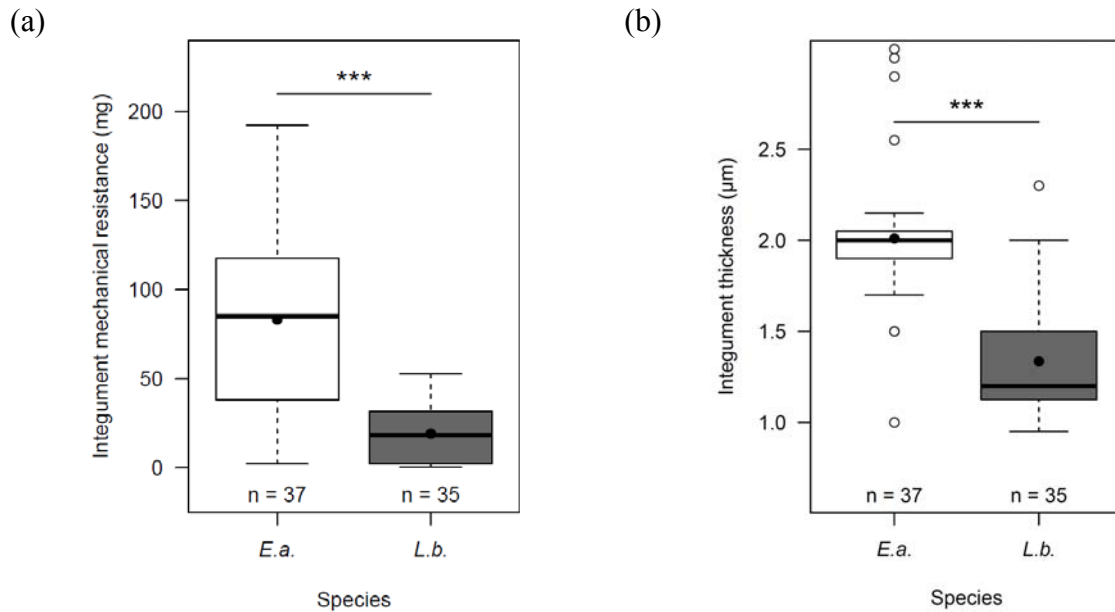 (a)
Integument mechanical resistance (mg)
200
150
100
50
0
***
n = 37
n = 35
E.a.
L.b.
Species
(b)
Integument thickness (µm)
2.5
2.0
1.5
1.0
***
n = 37
n = 35
E.a.
L.b.
Species